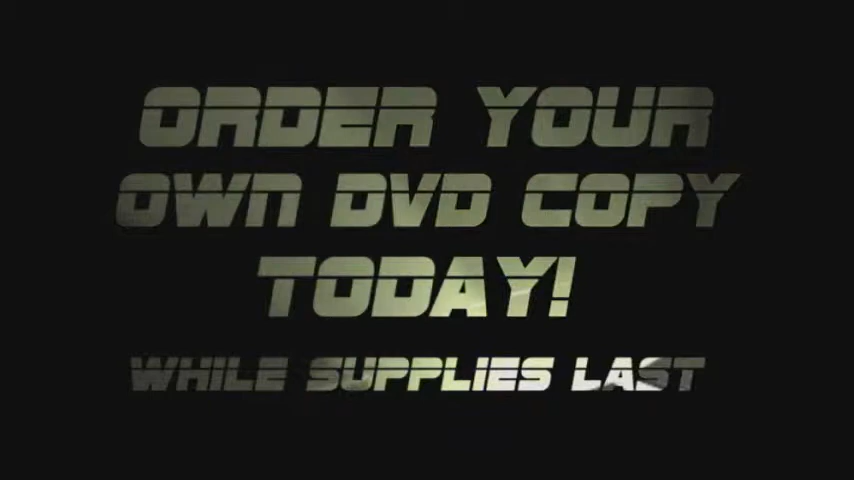 ORDER YOUR
OWN DVD COPY
TODAY!
WHILE SUPPLIES LAST